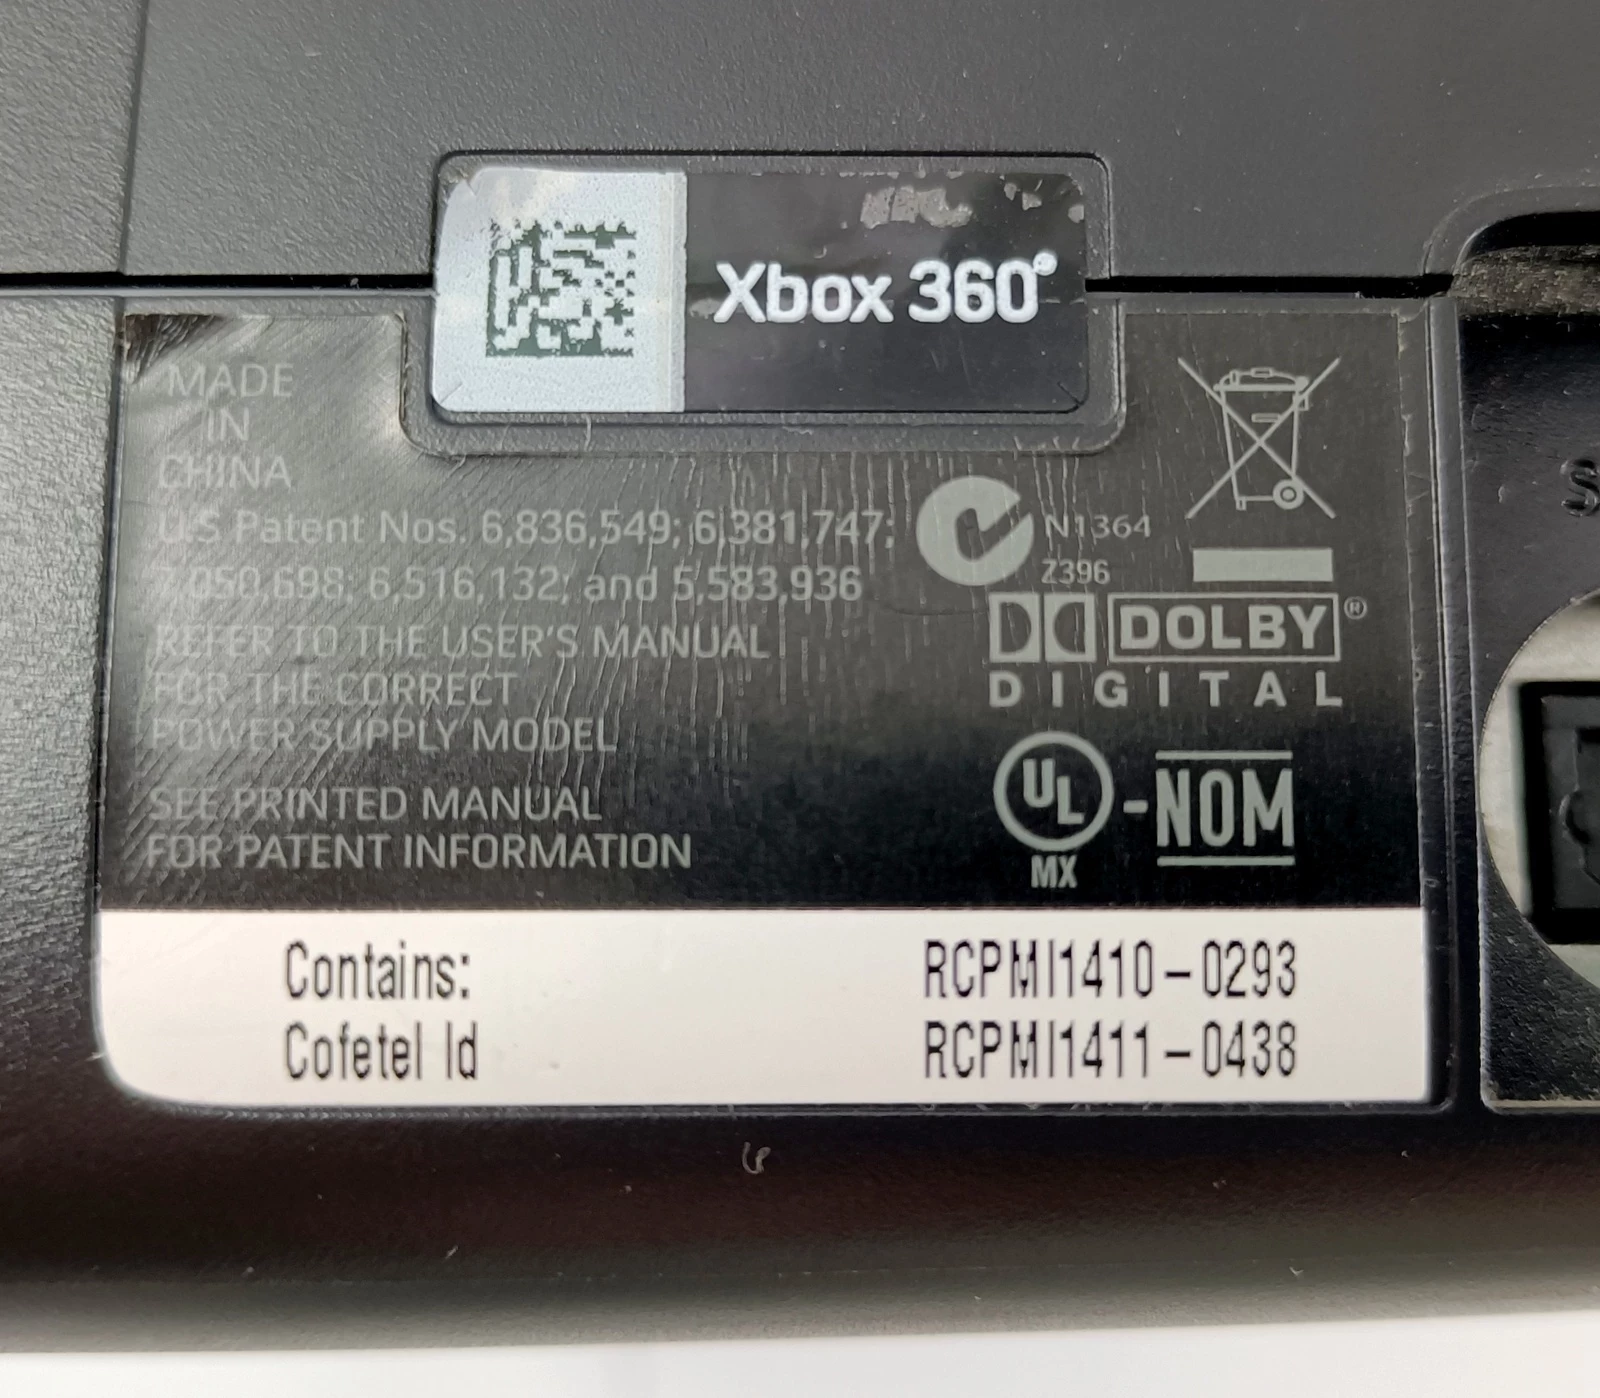 Xbox 360°
MADE
IN
CHINA
U.S Patent Nos. 6,836,549; 6,381,747;
7,050,698; 6,516,132; and 5,583,936
REFER TO THE USER'S MANUAL
FOR THE CORRECT
POWER SUPPLY MODEL
SEE PRINTED MANUAL
FOR PATENT INFORMATION
N1364
Z396
DOLBY®
DIGITAL
UL
MX
-NOM
Contains: RCPMI1410-0293
Cofetel Id RCPMI1411-0438